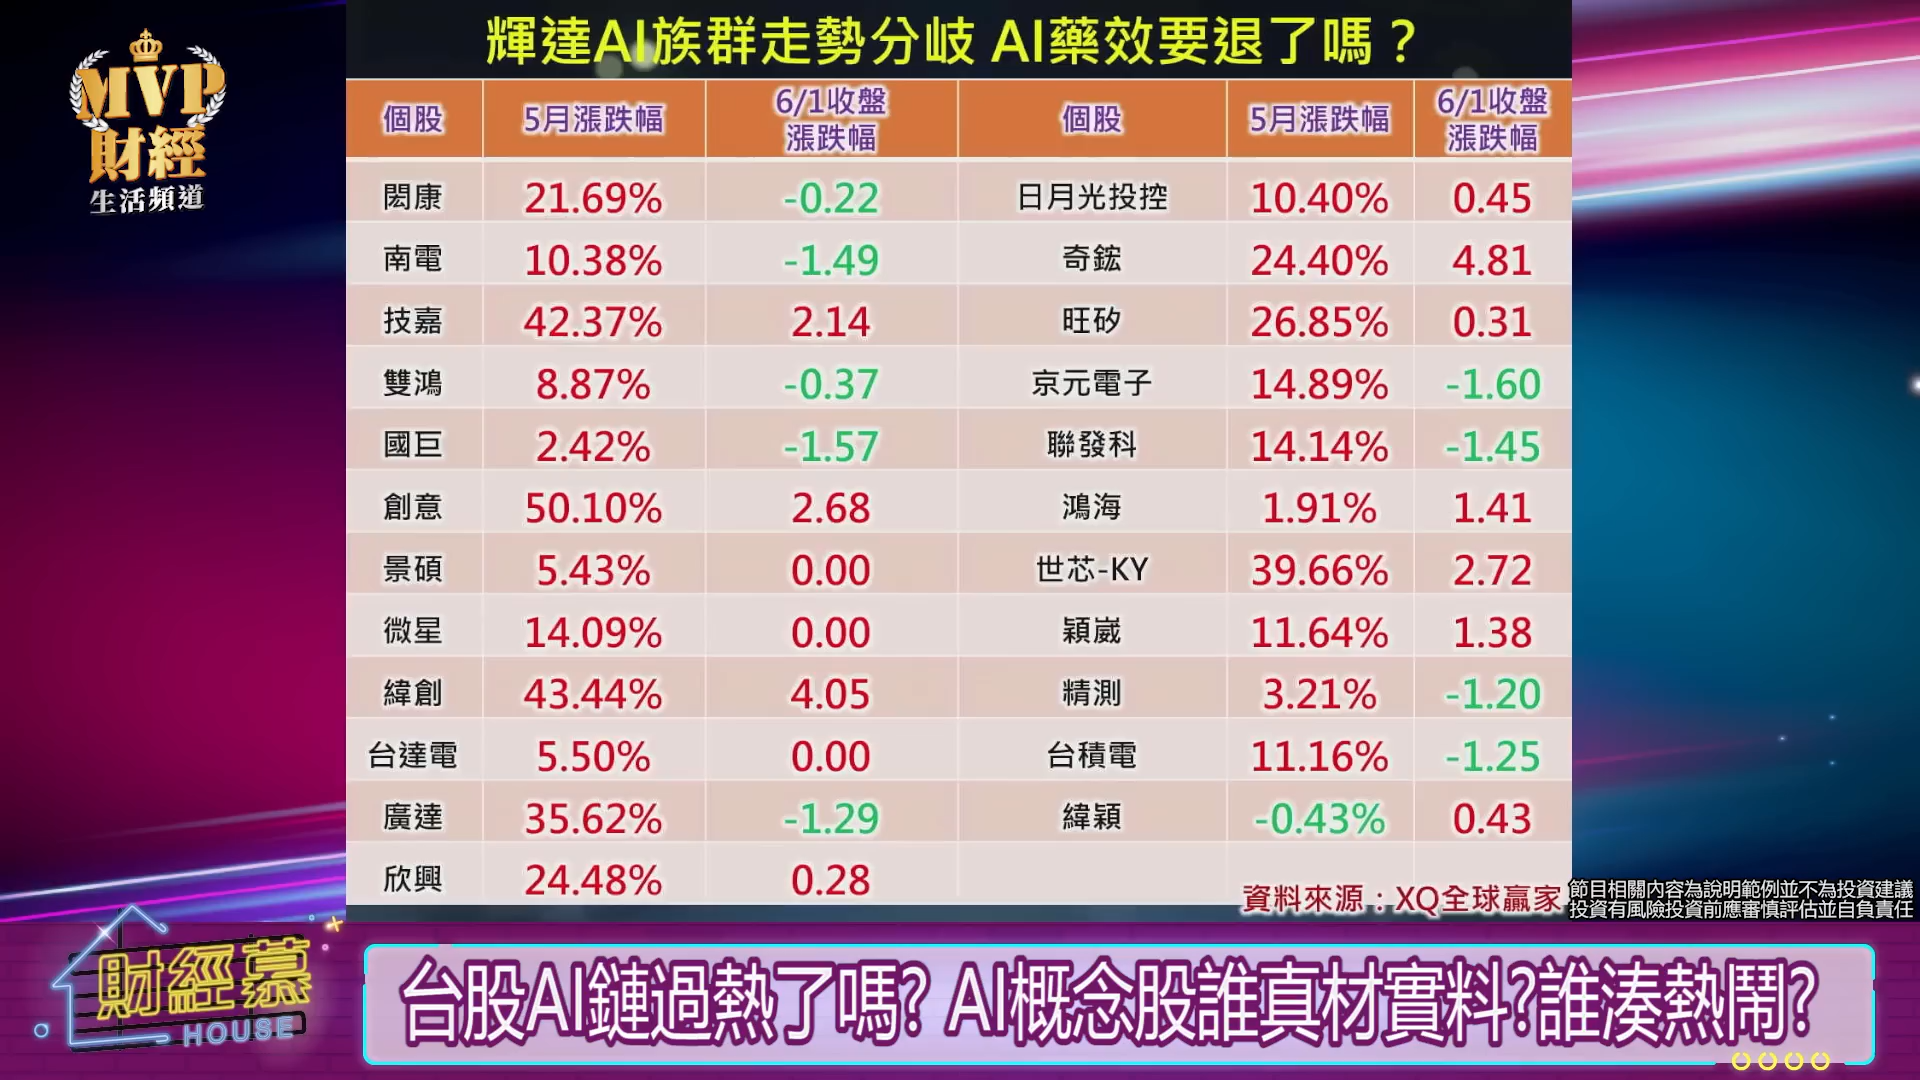 MVP
財經
生活頻道
輝達AI族群走勢分歧 AI藥效要退了嗎？
個股 5月漲跌幅 6/1收盤漲跌幅 個股 5月漲跌幅 6/1收盤漲跌幅
閎康 21.69% -0.22 日月光投控 10.40% 0.45
南電 10.38% -1.49 奇鋐 24.40% 4.81
技嘉 42.37% 2.14 旺矽 26.85% 0.31
雙鴻 8.87% -0.37 京元電子 14.89% -1.60
國巨 2.42% -1.57 聯發科 14.14% -1.45
創意 50.10% 2.68 鴻海 1.91% 1.41
景碩 5.43% 0.00 世芯-KY 39.66% 2.72
微星 14.09% 0.00 穎崴 11.64% 1.38
緯創 43.44% 4.05 精測 3.21% -1.20
台達電 5.50% 0.00 台積電 11.16% -1.25
廣達 35.62% -1.29 緯穎 -0.43% 0.43
欣興 24.48% 0.28
資料來源：XQ全球贏家
節目相關內容為說明範例並不為投資建議
投資有風險投資前應審慎評估並自負責任
財經慕
HOUSE
台股AI鏈過熱了嗎? AI概念股誰真材實料?誰湊熱鬧?